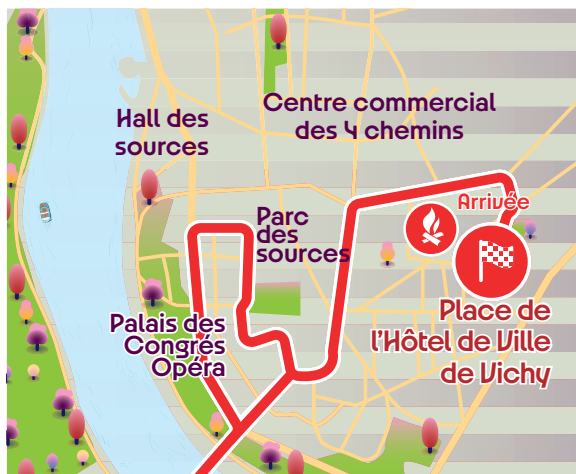 Hall des
sources
Centre commercial
des 4 chemins
Arrivée
Parc
des
sources
Place de
l'Hôtel de Ville
de Vichy
Palais des
Congrès
Opéra